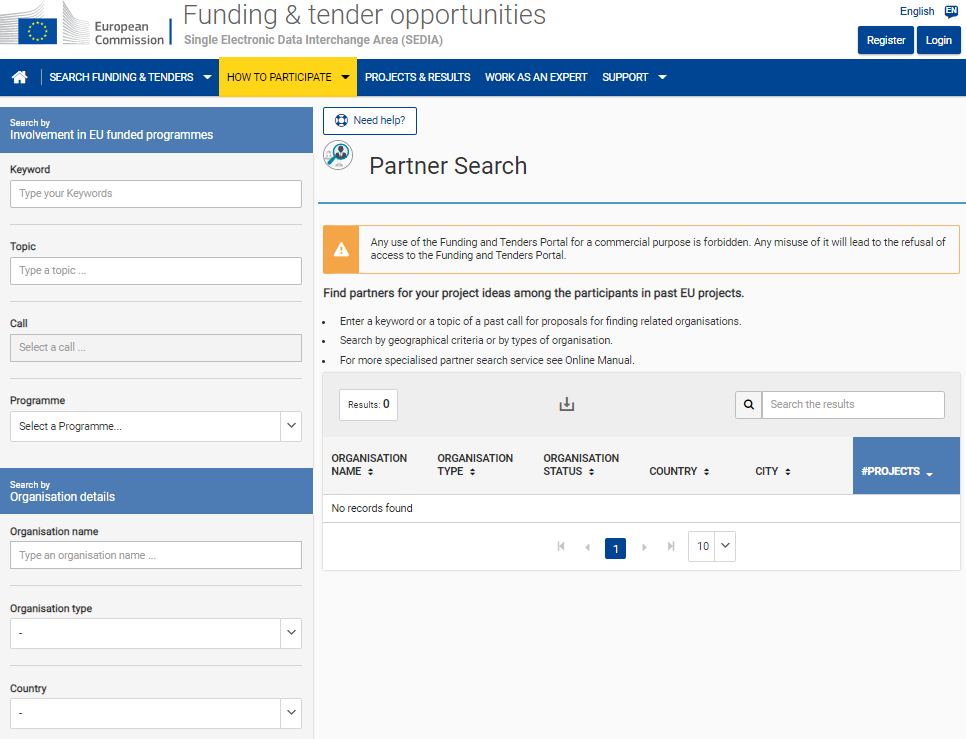 Funding & tender opportunities
English EN
European
Commission
Single Electronic Data Interchange Area (SEDIA)
Register
Login
SEARCH FUNDING & TENDERS
HOW TO PARTICIPATE
PROJECTS & RESULTS
WORK AS AN EXPERT
SUPPORT
Search by
Involvement in EU funded programmes
Keyword
Type your Keywords
Topic
Type a topic ...
Call
Select a call ...
Programme
Select a Programme...
Search by
Organisation details
Organisation name
Type an organisation name ...
Organisation type
-
Country
-
Need help?
Partner Search
Any use of the Funding and Tenders Portal for a commercial purpose is forbidden. Any misuse of it will lead to the refusal of
access to the Funding and Tenders Portal.
Find partners for your project ideas among the participants in past EU projects.
• Enter a keyword or a topic of a past call for proposals for finding related organisations.
• Search by geographical criteria or by types of organisation.
• For more specialised partner search service see Online Manual.
Results: 0
Search the results
ORGANISATION NAME
ORGANISATION TYPE
ORGANISATION STATUS
COUNTRY
CITY
#PROJECTS
No records found
1
10